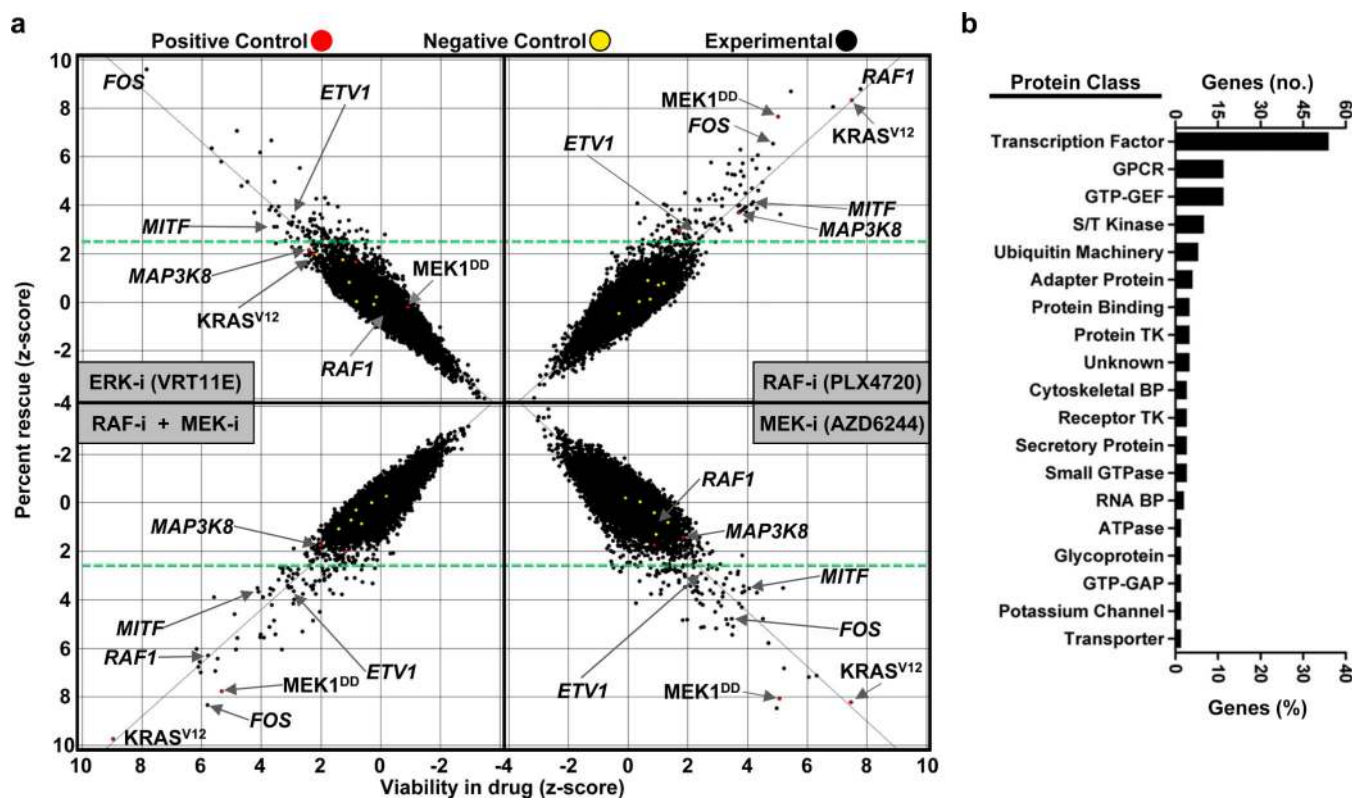 a
Positive Control
Negative Control
Experimental
10
8
6
4
2
0
-2
-4
-2
0
2
4
6
8
10
Percent rescue (z-score)
FOS
ETV1
MITF
MAP3K8
KRASV12
MEK1DD
RAF1
ERK-i (VRT11E)
RAF1
MEK1DD
FOS
KRASV12
ETV1
MITF
MAP3K8
RAF-i (PLX4720)
RAF-i + MEK-i
MAP3K8
MITF
RAF1
ETV1
MEK1DD
FOS
KRASV12
MEK-i (AZD6244)
RAF1
MAP3K8
MITF
FOS
ETV1
KRASV12
MEK1DD
10 8 6 4 2 -0 -4 -2 0 2 4 6 8 10
Viability in drug (z-score)
b
Protein Class
Genes (no.)
0 15 30 45 60
Transcription Factor
GPCR
GTP-GEF
S/T Kinase
Ubiquitin Machinery
Adapter Protein
Protein Binding
Protein TK
Unknown
Cytoskeletal BP
Receptor TK
Secretory Protein
Small GTPase
RNA BP
ATPase
Glycoprotein
GTP-GAP
Potassium Channel
Transporter
0 10 20 30 40
Genes (%)